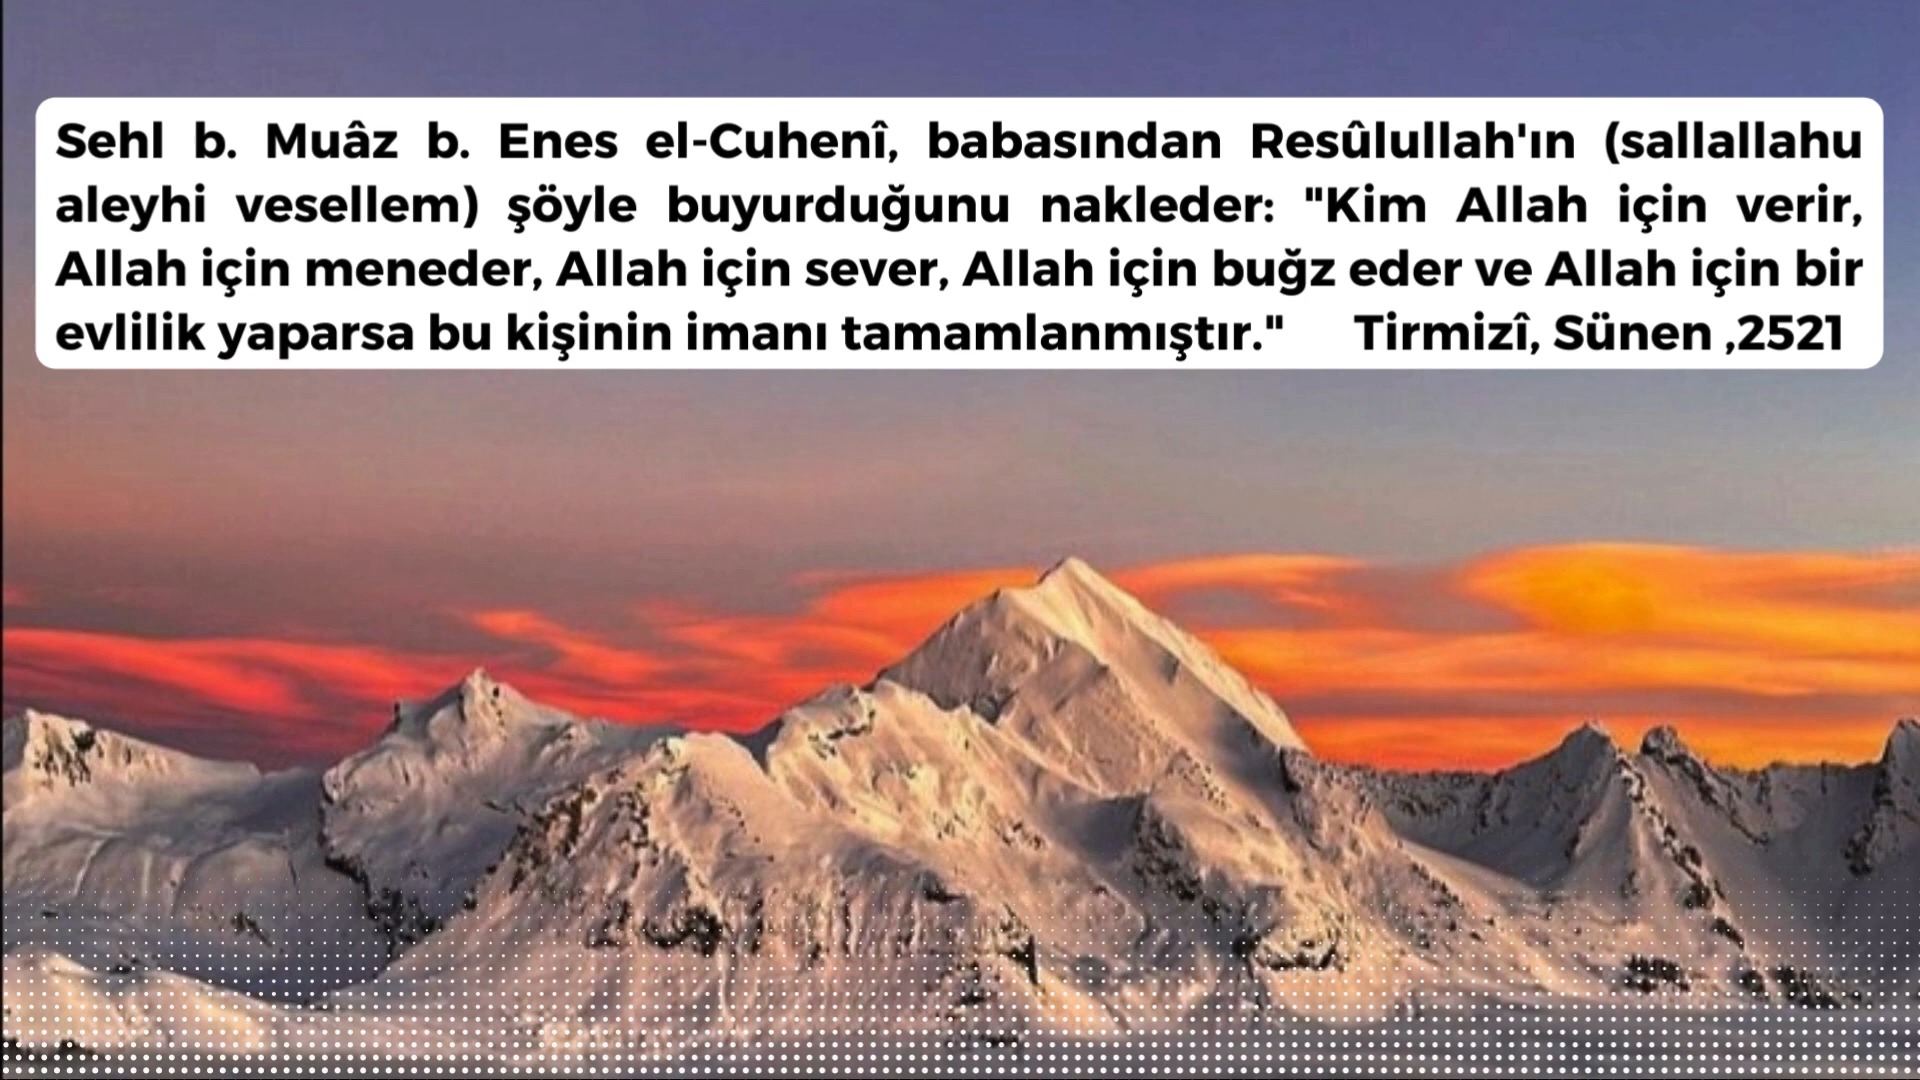 Sehl b. Muâz b. Enes el-Cuhenî, babasından Resûlullah'ın (sallallahu
aleyhi vesellem) şöyle buyurduğunu nakleder: "Kim Allah için verir,
Allah için meneder, Allah için sever, Allah için buğz eder ve Allah için bir
evlilik yaparsa bu kişinin imanı tamamlanmıştır." Tirmizî, Sünen ,2521